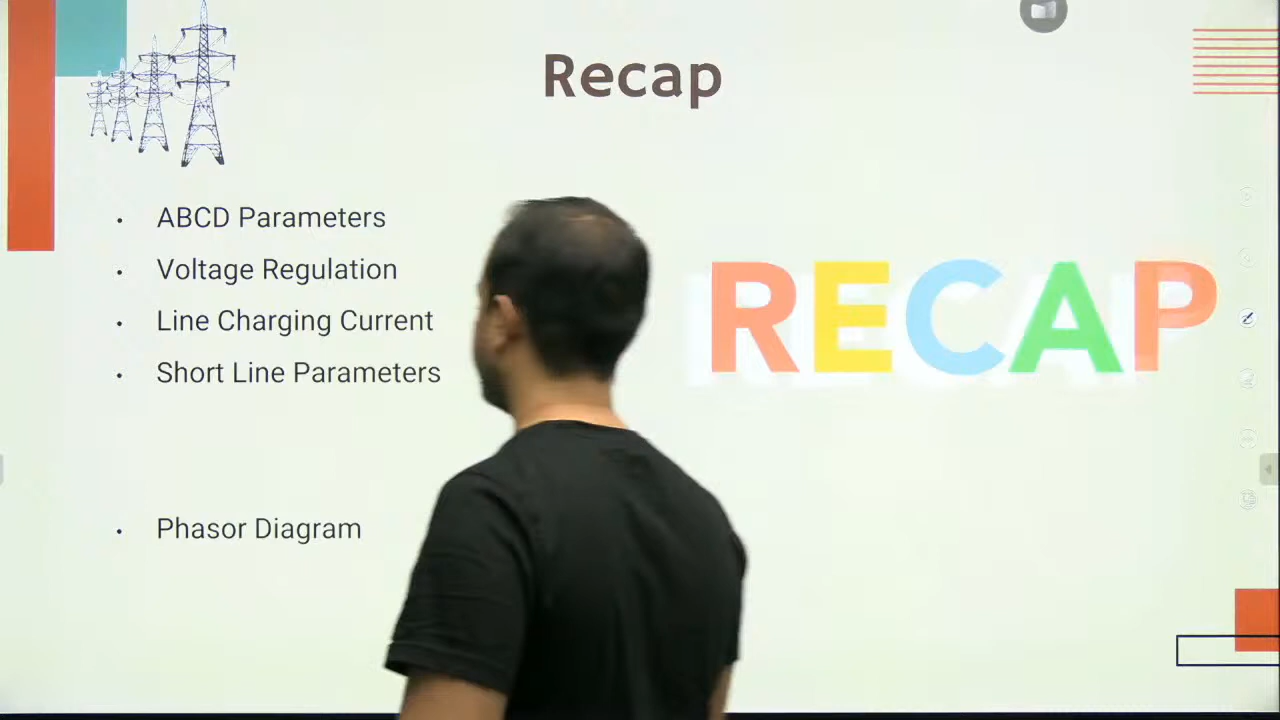 Recap
• ABCD Parameters
• Voltage Regulation
• Line Charging Current
• Short Line Parameters
• Phasor Diagram
RECAP